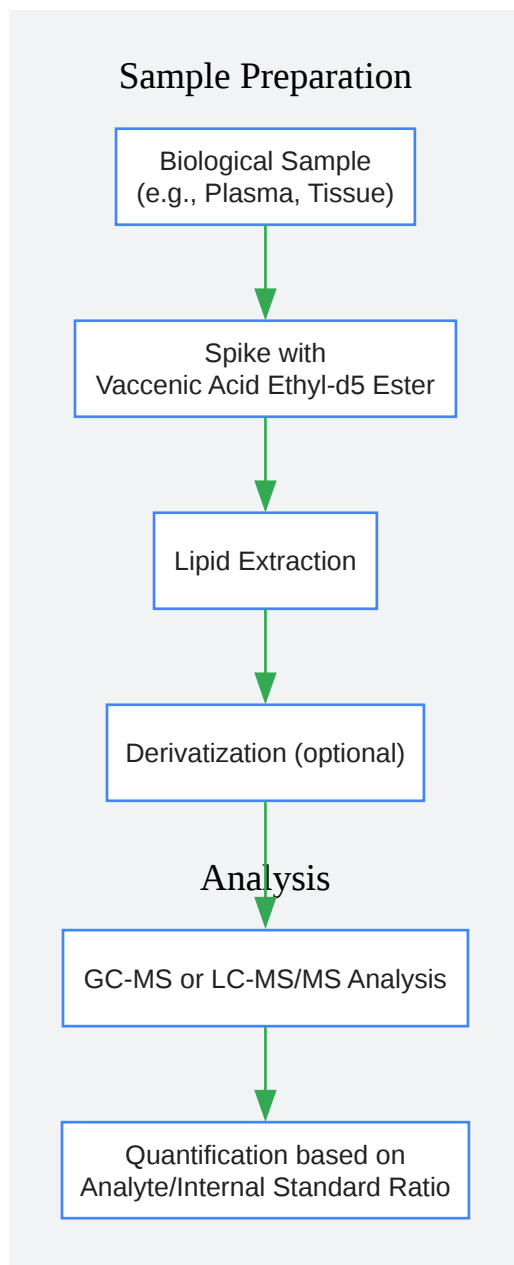 Sample Preparation
Biological Sample
(e.g., Plasma, Tissue)
Spike with
Vaccenic Acid Ethyl-d5 Ester
Lipid Extraction
Derivatization (optional)
Analysis
GC-MS or LC-MS/MS Analysis
Quantification based on
Analyte/Internal Standard Ratio